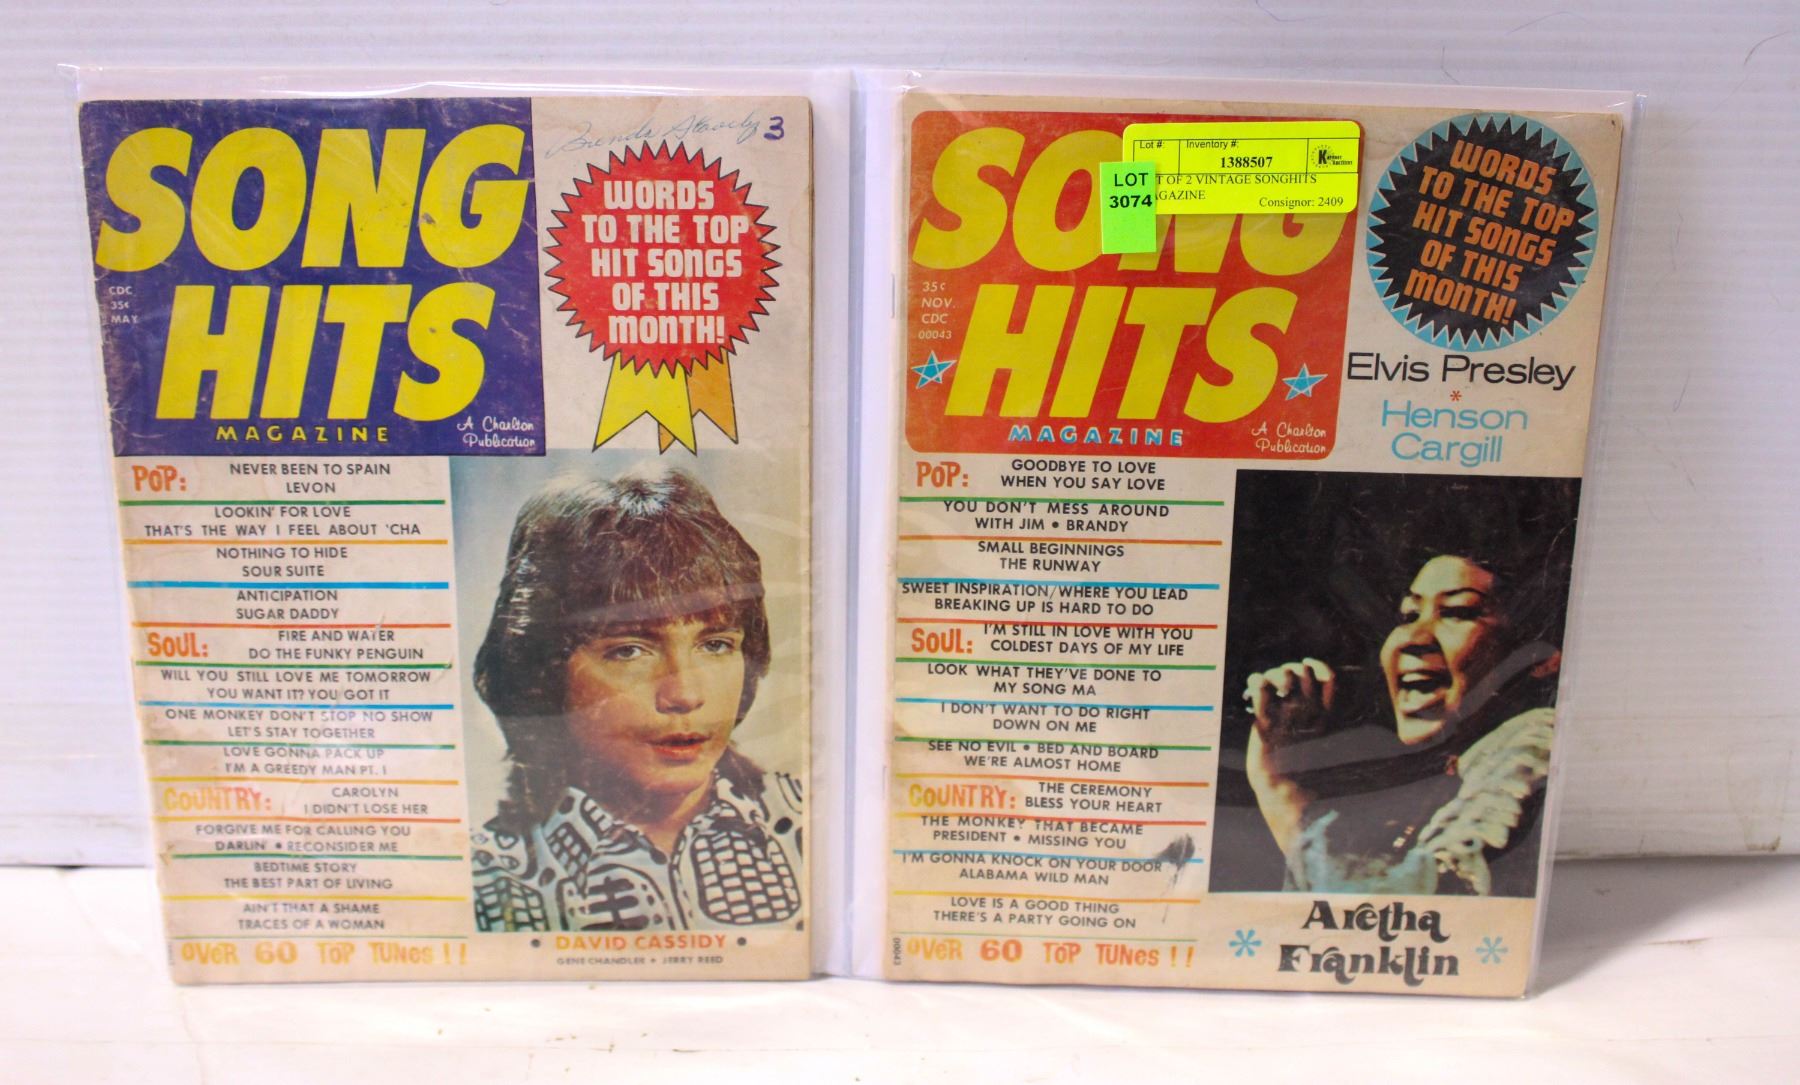 SONG
HITS
MAGAZINE
CDC
35¢
MAY
A Charlton
Publication
Brenda
3
WORDS
TO THE TOP
HIT SONGS
OF THIS
MONTH!
POP: NEVER BEEN TO SPAIN
LEVON
LOOKIN' FOR LOVE
THAT'S THE WAY I FEEL ABOUT 'CHA
NOTHING TO HIDE
SOUR SUITE
ANTICIPATION
SUGAR DADDY
SOUL: FIRE AND WATER
DO THE FUNKY PENGUIN
WILL YOU STILL LOVE ME TOMORROW
YOU WANT IT? YOU GOT IT
ONE MONKEY DON'T STOP NO SHOW
LET'S STAY TOGETHER
LOVE GONNA PACK UP
I'M A GREEDY MAN PT. I
COUNTRY: CAROLYN
I DIDN'T LOSE HER
FORGIVE ME FOR CALLING YOU
DARLIN' • RECONSIDER ME
BEDTIME STORY
THE BEST PART OF LIVING
AIN'T THAT A SHAME
TRACES OF A WOMAN
OVER 60 TOP TUNES!!
• DAVID CASSIDY •
GENE CHANDLER • JERRY REED
SONG
HITS
MAGAZINE
35¢
NOV.
CDC
00043
A Charlton
Publication
Lot #: Inventory #:
1388507
Kastner
Auctions
T OF 2 VINTAGE SONGHITS
AGAZINE
Consignor: 2409
LOT
3074
WORDS
TO THE TOP
HIT SONGS
OF THIS
MONTH!
Elvis Presley
*
Henson
Cargill
POP: GOODBYE TO LOVE
WHEN YOU SAY LOVE
YOU DON'T MESS AROUND
WITH JIM • BRANDY
SMALL BEGINNINGS
THE RUNWAY
SWEET INSPIRATION/WHERE YOU LEAD
BREAKING UP IS HARD TO DO
SOUL: I'M STILL IN LOVE WITH YOU
COLDEST DAYS OF MY LIFE
LOOK WHAT THEY'VE DONE TO
MY SONG MA
I DON'T WANT TO DO RIGHT
DOWN ON ME
SEE NO EVIL • BED AND BOARD
WE'RE ALMOST HOME
COUNTRY: THE CEREMONY
BLESS YOUR HEART
THE MONKEY THAT BECAME
PRESIDENT • MISSING YOU
I'M GONNA KNOCK ON YOUR DOOR
ALABAMA WILD MAN
LOVE IS A GOOD THING
THERE'S A PARTY GOING ON
OVER 60 TOP TUNES!!
00043
Aretha
* Franklin *